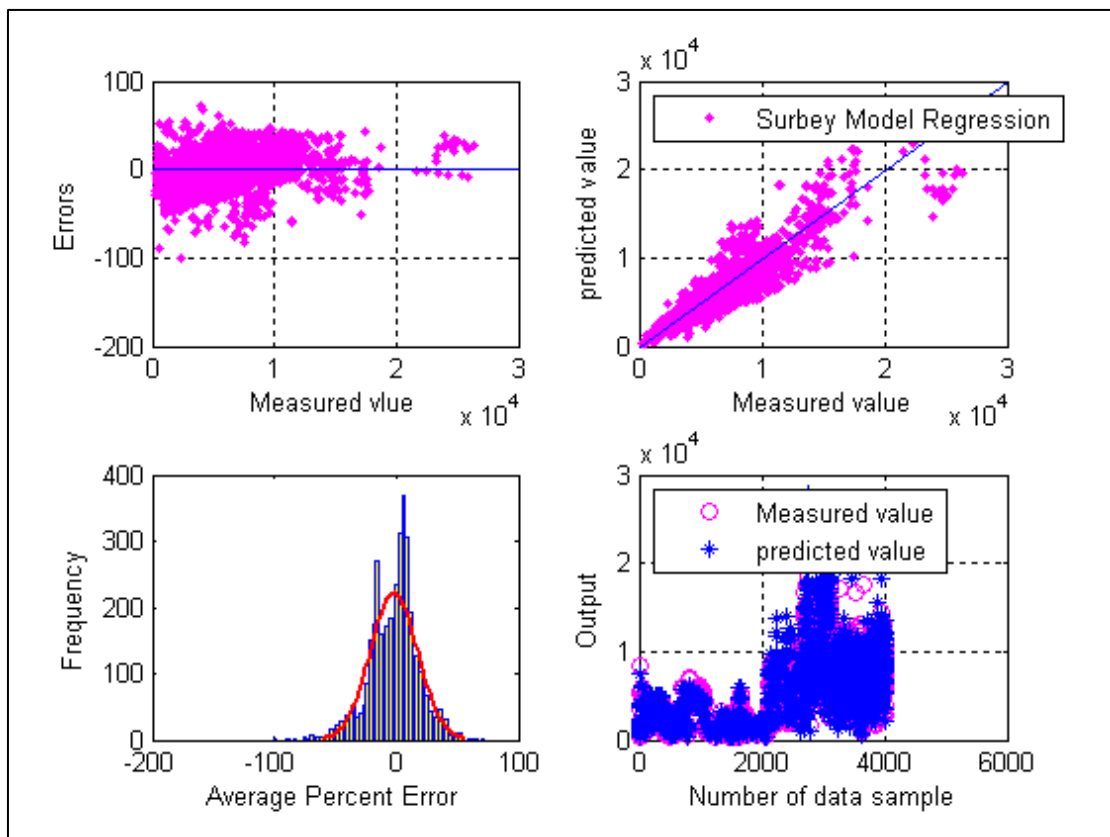 100
0
-100
-200
Errors
0
1
2
3
Measured vlue
x 10^4
x 10^4
3
2
1
0
predicted value
Surbey Model Regression
0
1
2
3
Measured value
x 10^4
400
300
200
100
0
Frequency
-200
-100
0
100
Average Percent Error
x 10^4
3
2
1
0
Output
Measured value
predicted value
0
2000
4000
6000
Number of data sample